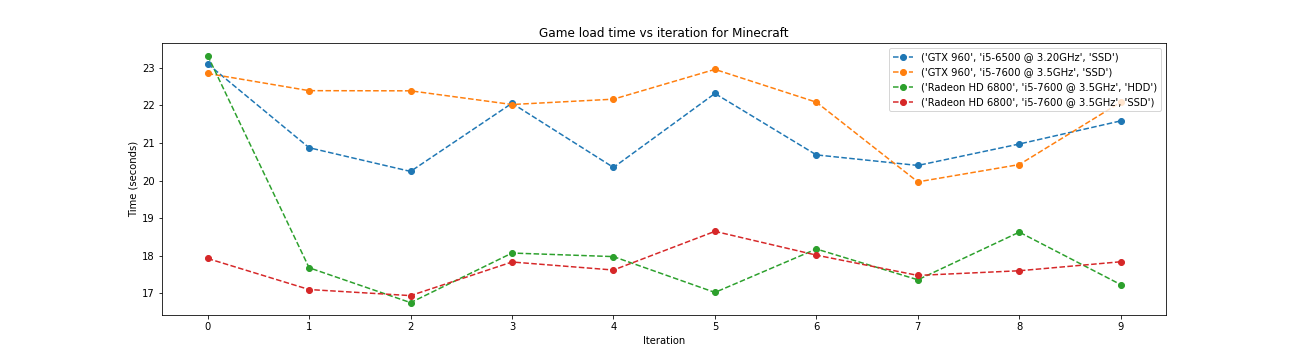 Game load time vs iteration for Minecraft
('GTX 960', 'i5-6500 @ 3.20GHz', 'SSD')
('GTX 960', 'i5-7600 @ 3.5GHz', 'SSD')
('Radeon HD 6800', 'i5-7600 @ 3.5GHz', 'HDD')
('Radeon HD 6800', 'i5-7600 @ 3.5GHz', 'SSD')
Time (seconds)
23
22
21
20
19
18
17
0 1 2 3 4 5 6 7 8 9
Iteration